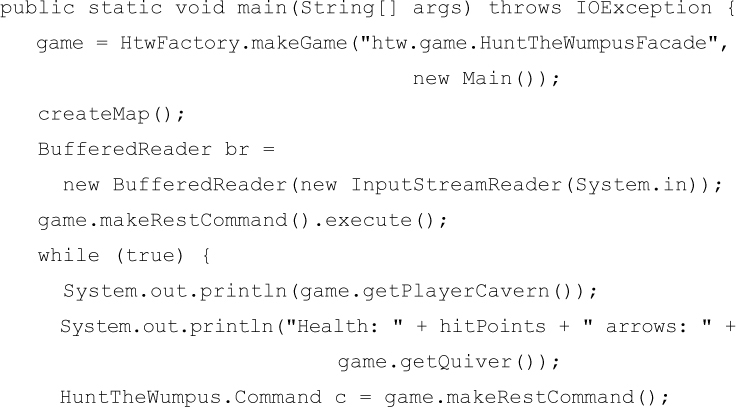 public static void main(String[] args) throws IOException {
game = HtwFactory.makeGame("htw.game.HuntTheWumpusFacade",
new Main());
createMap();
BufferedReader br =
new BufferedReader(new InputStreamReader(System.in));
game.makeRestCommand().execute();
while (true) {
System.out.println(game.getPlayerCavern());
System.out.println("Health: " + hitPoints + " arrows: " +
game.getQuiver());
HuntTheWumpus.Command c = game.makeRestCommand();